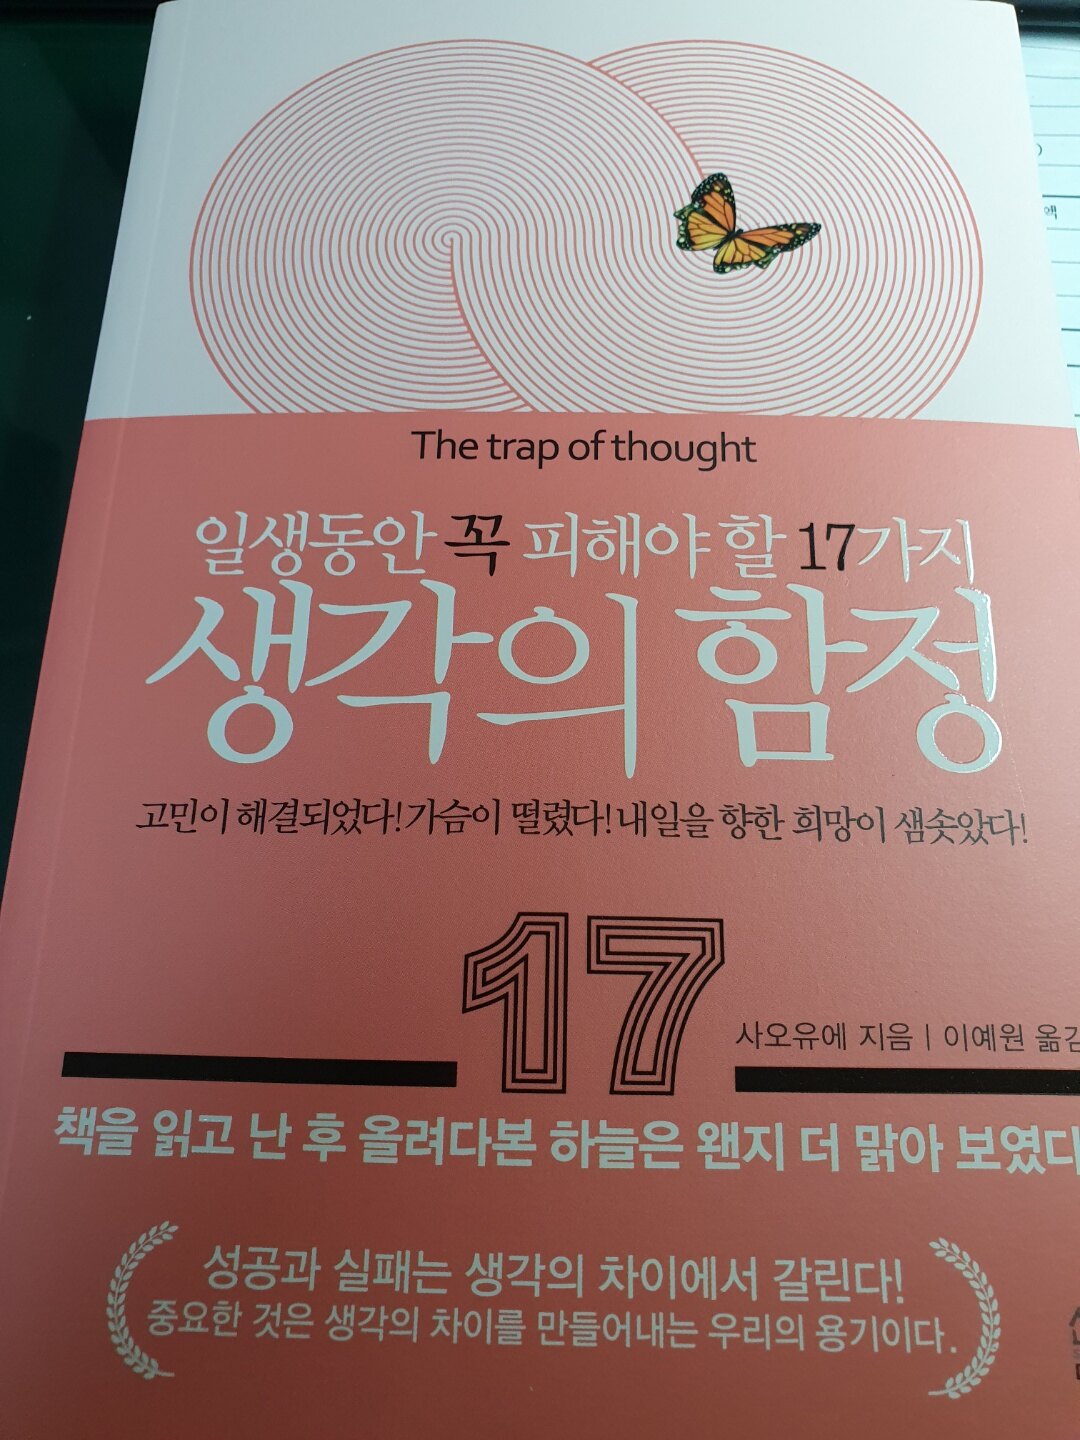 The trap of thought
일생동안 꼭 피해야 할 17가지
생각의 함정
고민이 해결되었다! 가슴이 떨렸다! 내일을 향한 희망이 샘솟았다!
17
사오유에 지음 | 이예원 옮김
책을 읽고 난 후 올려다본 하늘은 왠지 더 맑아 보였다
성공과 실패는 생각의 차이에서 갈린다!
중요한 것은 생각의 차이를 만들어내는 우리의 용기이다.